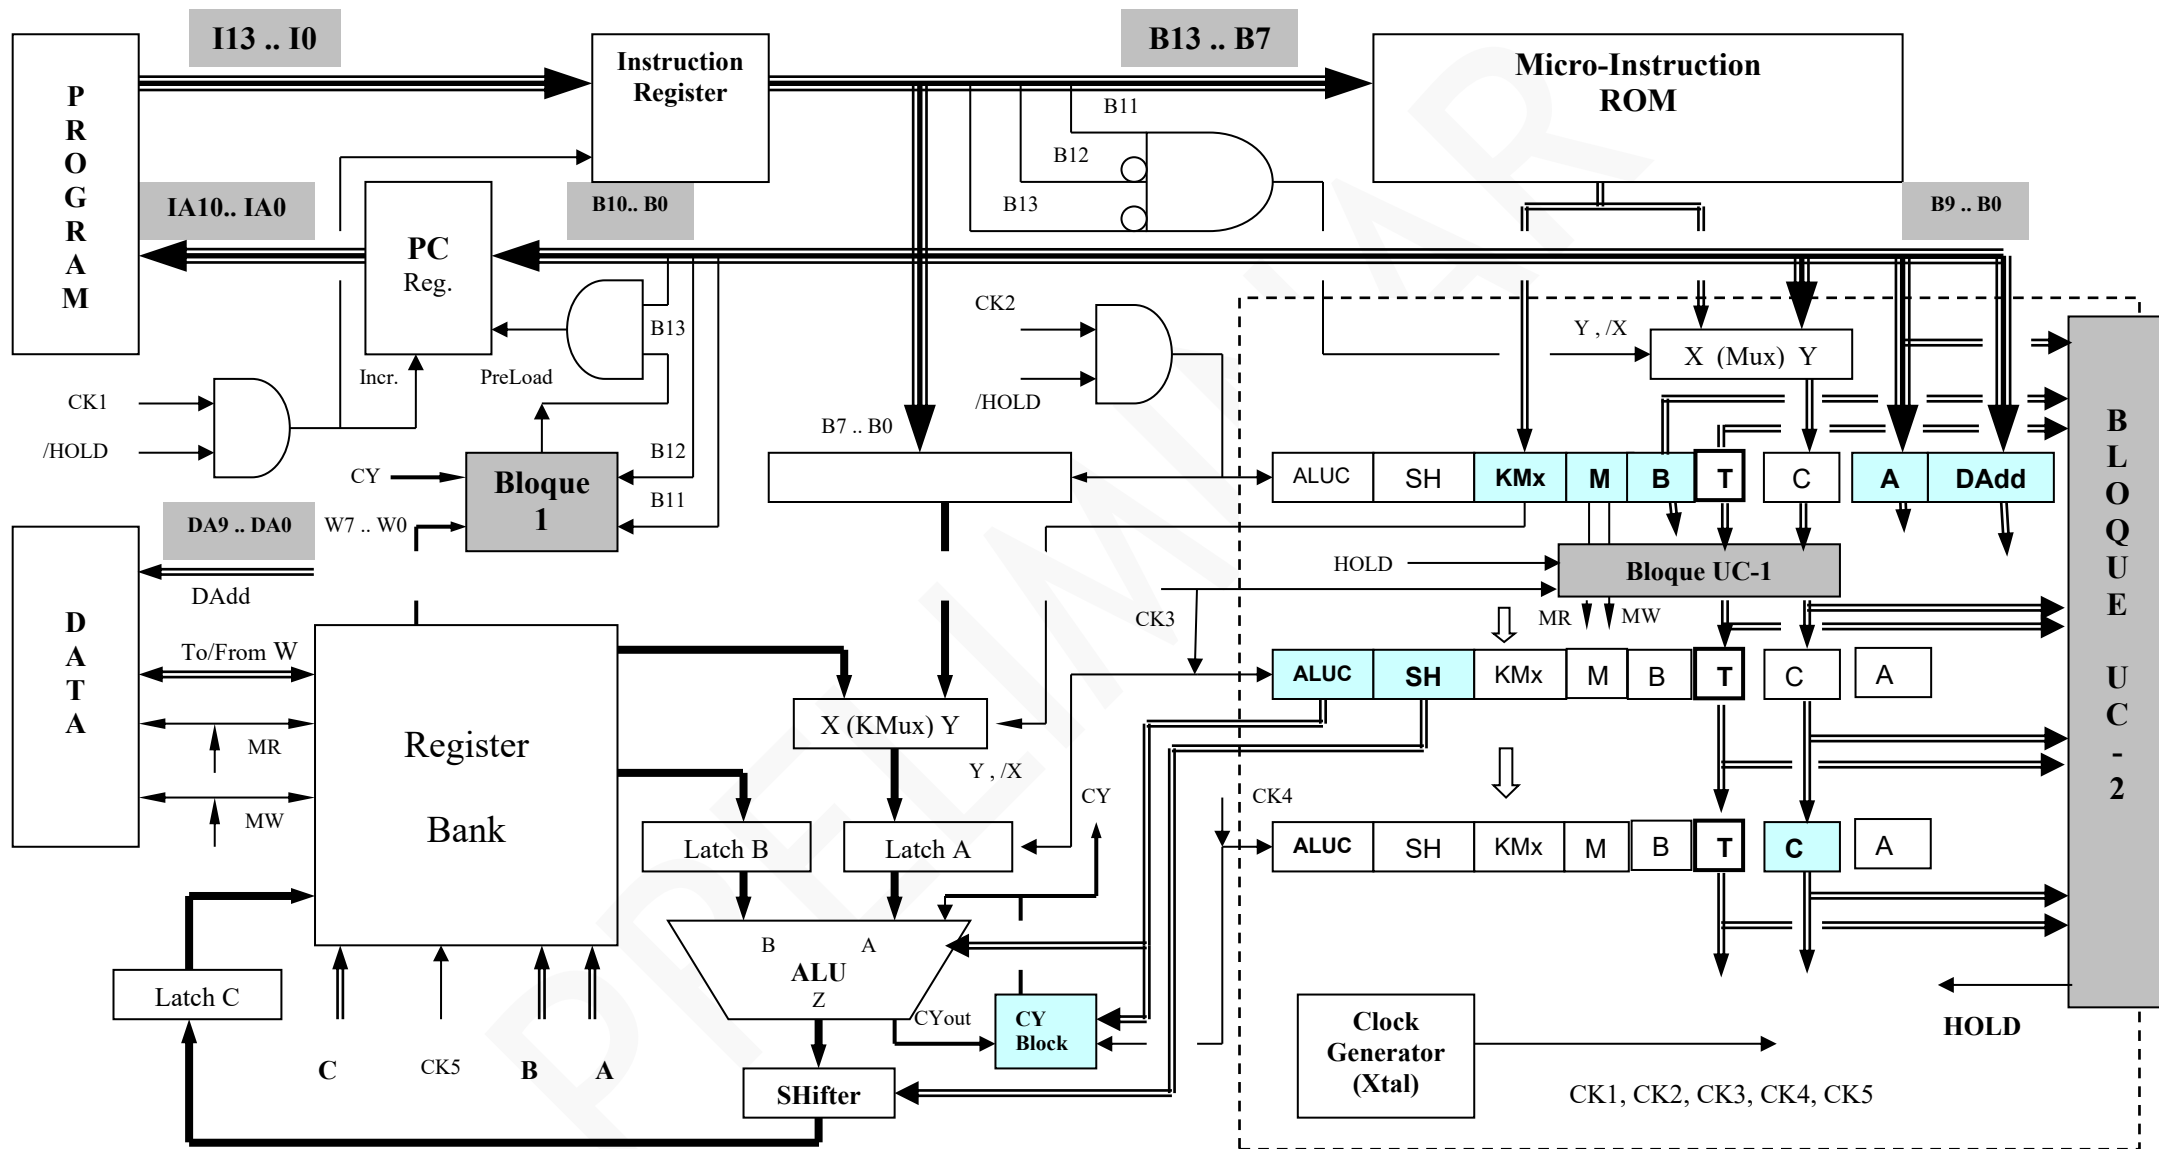 I13 .. I0
B13 .. B7
P
R
O
G
R
A
M
Instruction
Register
Micro-Instruction
ROM
B11
B12
B13
IA10.. IA0
B10.. B0
B9 .. B0
PC
Reg.
CK2
/HOLD
Y , /X
X (Mux) Y
B13
Incr.
PreLoad
CK1
/HOLD
B7 .. B0
B12
B11
CY
W7 .. W0
Bloque
1
ALUC
SH
KMx
M
B
T
C
A
DAdd
B
L
O
Q
U
E
U
C
-
2
DA9 .. DA0
DAdd
HOLD
Bloque UC-1
CK3
MR
MW
D
A
T
A
To/From W
MR
MW
Register
Bank
X (KMux) Y
Y , /X
ALUC
SH
KMx
M
B
T
C
A
CY
CK4
Latch B
Latch A
ALUC
SH
KMx
M
B
T
C
A
B
A
ALU
Z
Latch C
CYout
CY
Block
C
CK5
B
A
SHifter
Clock
Generator
(Xtal)
HOLD
CK1, CK2, CK3, CK4, CK5
PRELIMINAR